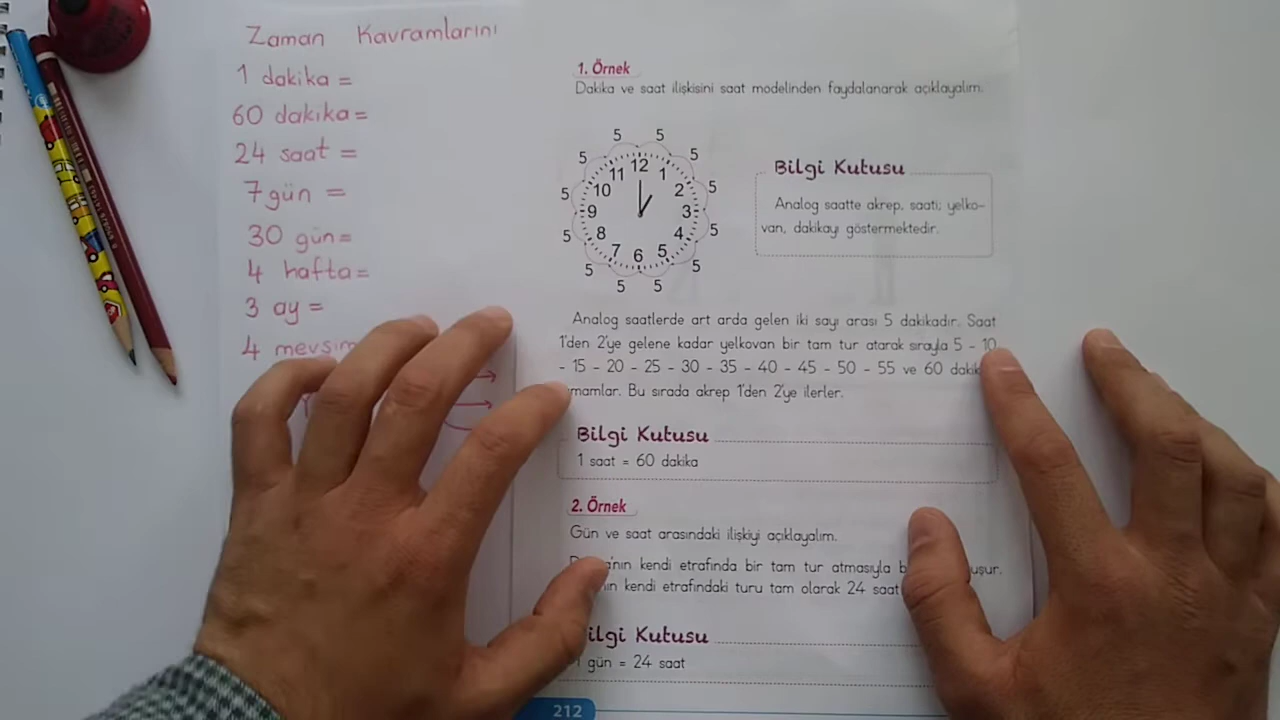 Zaman Kavramlarını
1 dakika =
60 dakika =
24 saat =
7 gün =
30 gün =
4 hafta =
3 ay =
4 mevsim
1. Örnek
Dakika ve saat ilişkisini saat modelinden faydalanarak açıklayalım.
5 5
5 5
5 5
5 5
5 5
5 5
12
11 1
10 2
9 3
8 4
7 5
6
Bilgi Kutusu
Analog saatte akrep, saati; yelko-
van, dakikayı göstermektedir.
Analog saatlerde art arda gelen iki sayı arası 5 dakikadır. Saat
1'den 2'ye gelene kadar yelkovan bir tam tur atarak sırayla 5 - 10
- 15 - 20 - 25 - 30 - 35 - 40 - 45 - 50 - 55 ve 60
Bu sırada akrep 1'den 2'ye ilerler.
Bilgi Kutusu
1 saat = 60 dakika
2. Örnek
Gün ve saat arasındaki ilişkiyi açıklayalım.
kendi etrafında bir tam tur atmasıyla
kendi etrafındaki turu tam olarak 24 saat
Bilgi Kutusu
1 gün = 24 saat
212